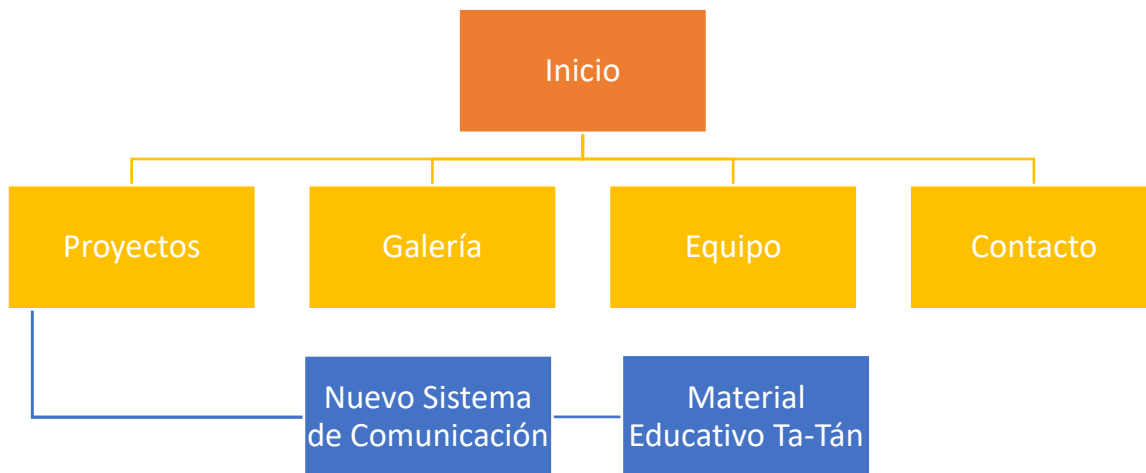 Inicio
Proyectos
Galería
Equipo
Contacto
Nuevo Sistema
de Comunicación
Material
Educativo Ta-Tán